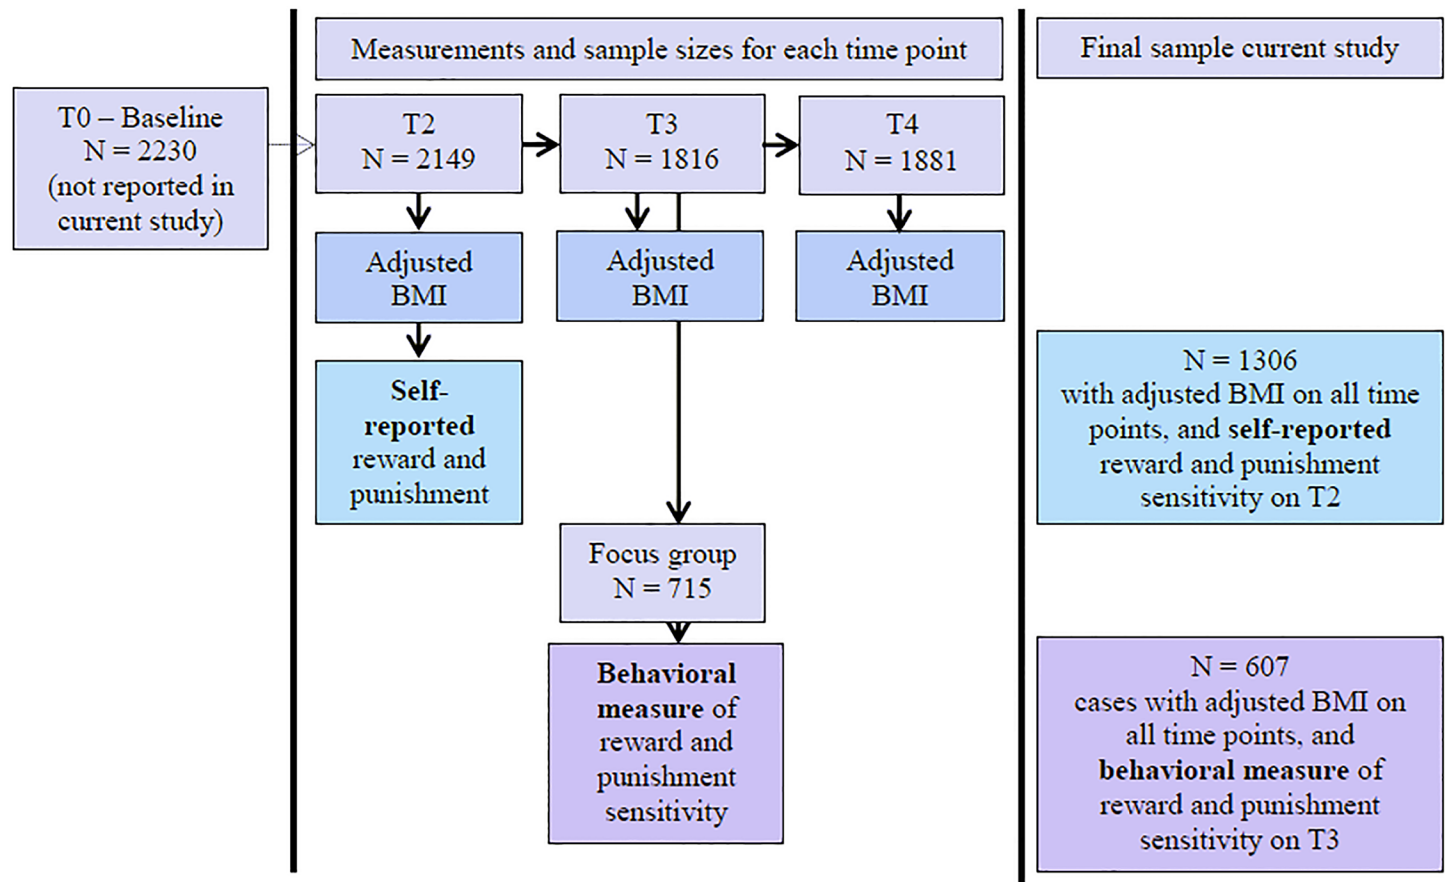 Measurements and sample sizes for each time point
Final sample current study
T0 – Baseline
N = 2230
(not reported in
current study)
T2
N = 2149
T3
N = 1816
T4
N = 1881
Adjusted
BMI
Adjusted
BMI
Adjusted
BMI
Self-
reported
reward and
punishment
Focus group
N = 715
Behavioral
measure of
reward and
punishment
sensitivity
N = 1306
with adjusted BMI on all time
points, and self-reported
reward and punishment
sensitivity on T2
N = 607
cases with adjusted BMI on
all time points, and
behavioral measure of
reward and punishment
sensitivity on T3